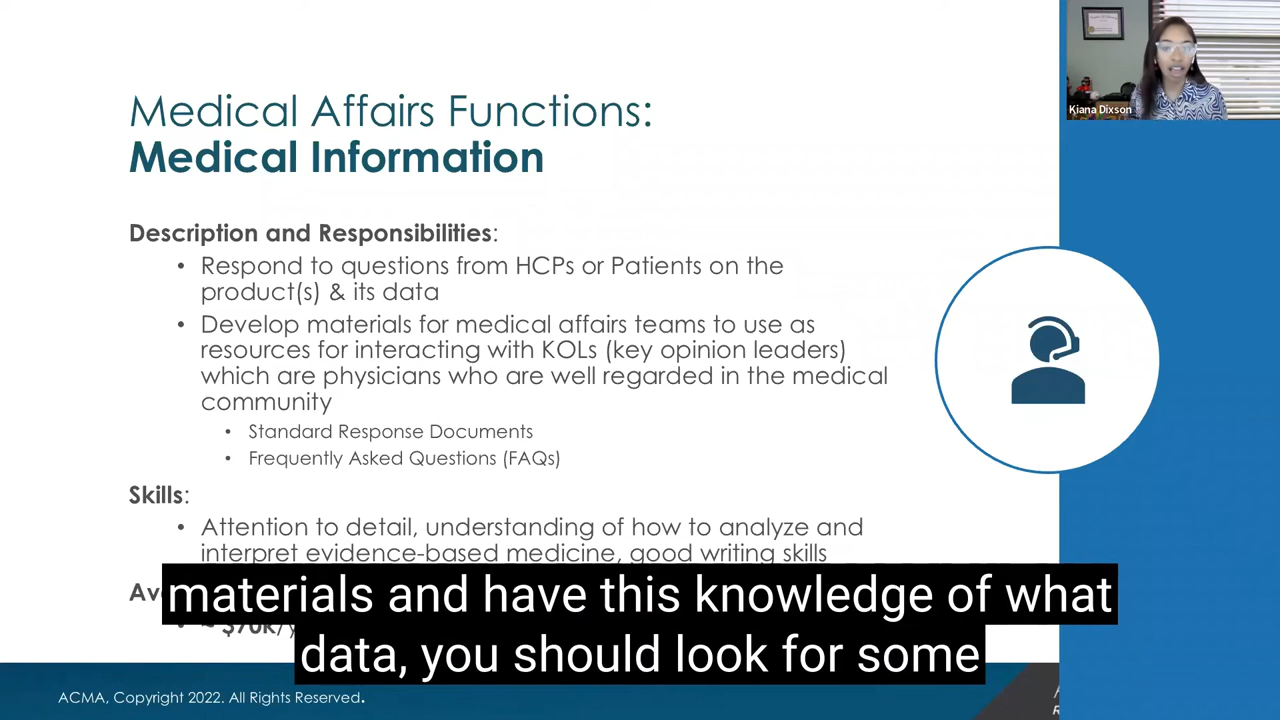 Medical Affairs Functions:
Medical Information
Kiana Dixson
Description and Responsibilities:
• Respond to questions from HCPs or Patients on the
product(s) & its data
• Develop materials for medical affairs teams to use as
resources for interacting with KOLs (key opinion leaders)
which are physicians who are well regarded in the medical
community
• Standard Response Documents
• Frequently Asked Questions (FAQs)
Skills:
• Attention to detail, understanding of how to analyze and
interpret evidence-based medicine, good writing skills
• ~ $70k/
materials and have this knowledge of what
data, you should look for some
ACMA, Copyright 2022. All Rights Reserved.